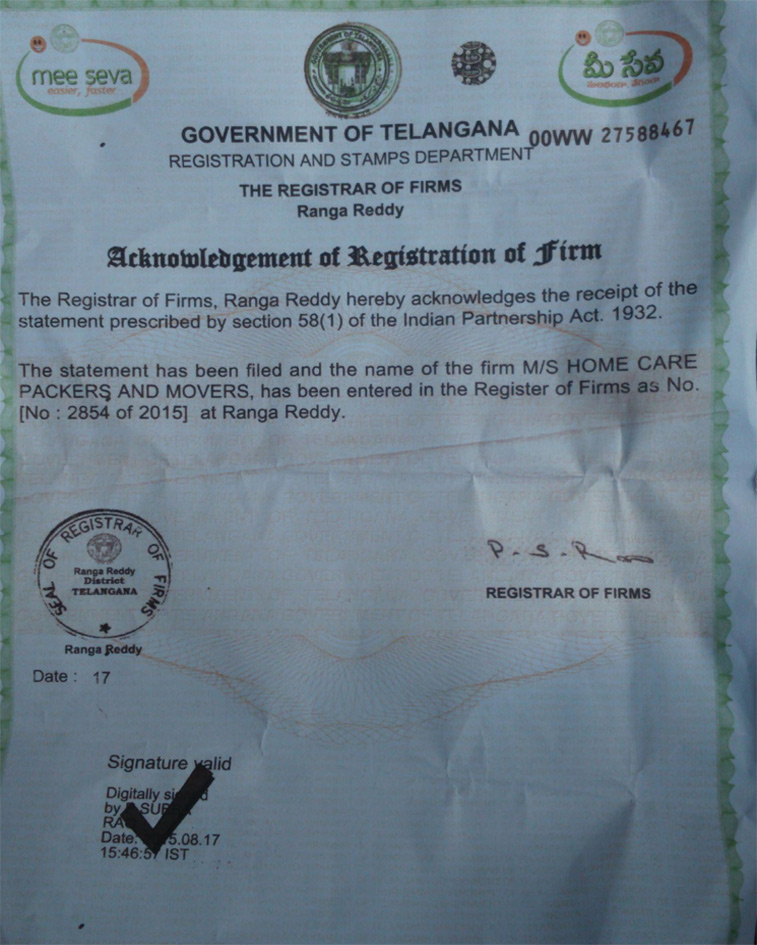 mee seva
easier, faster
మీ సేవ
GOVERNMENT OF TELANGANA
00WW 27588467
REGISTRATION AND STAMPS DEPARTMENT
THE REGISTRAR OF FIRMS
Ranga Reddy
Acknowledgement of Registration of Firm
The Registrar of Firms, Ranga Reddy hereby acknowledges the receipt of the
statement prescribed by section 58(1) of the Indian Partnership Act. 1932.
The statement has been filed and the name of the firm M/S HOME CARE
PACKERS AND MOVERS, has been entered in the Register of Firms as No.
[No : 2854 of 2015] at Ranga Reddy.
SEAL OF REGISTRAR OF FIRMS
Ranga Reddy
District
TELANGANA
P. S. Rao
REGISTRAR OF FIRMS
Ranga Reddy
Date : 17
Signature valid
Digitally
by
Date: 5.08.17
15:46:57 IST